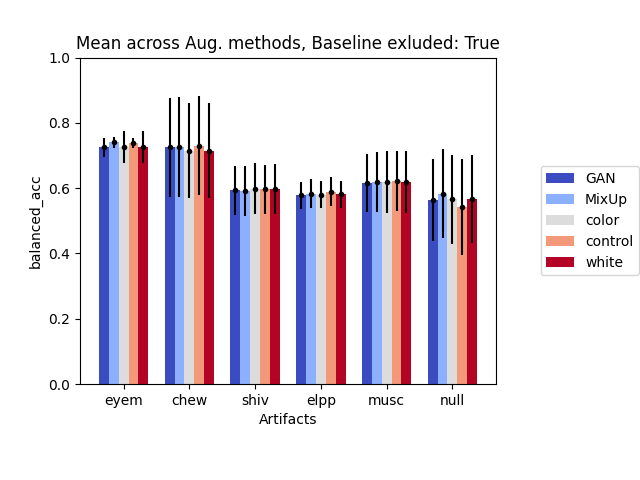 Mean across Aug. methods, Baseline exluded: True
1.0
0.8
0.6
0.4
0.2
0.0
balanced_acc
eyem chew shiv elpp musc null
Artifacts
GAN
MixUp
color
control
white